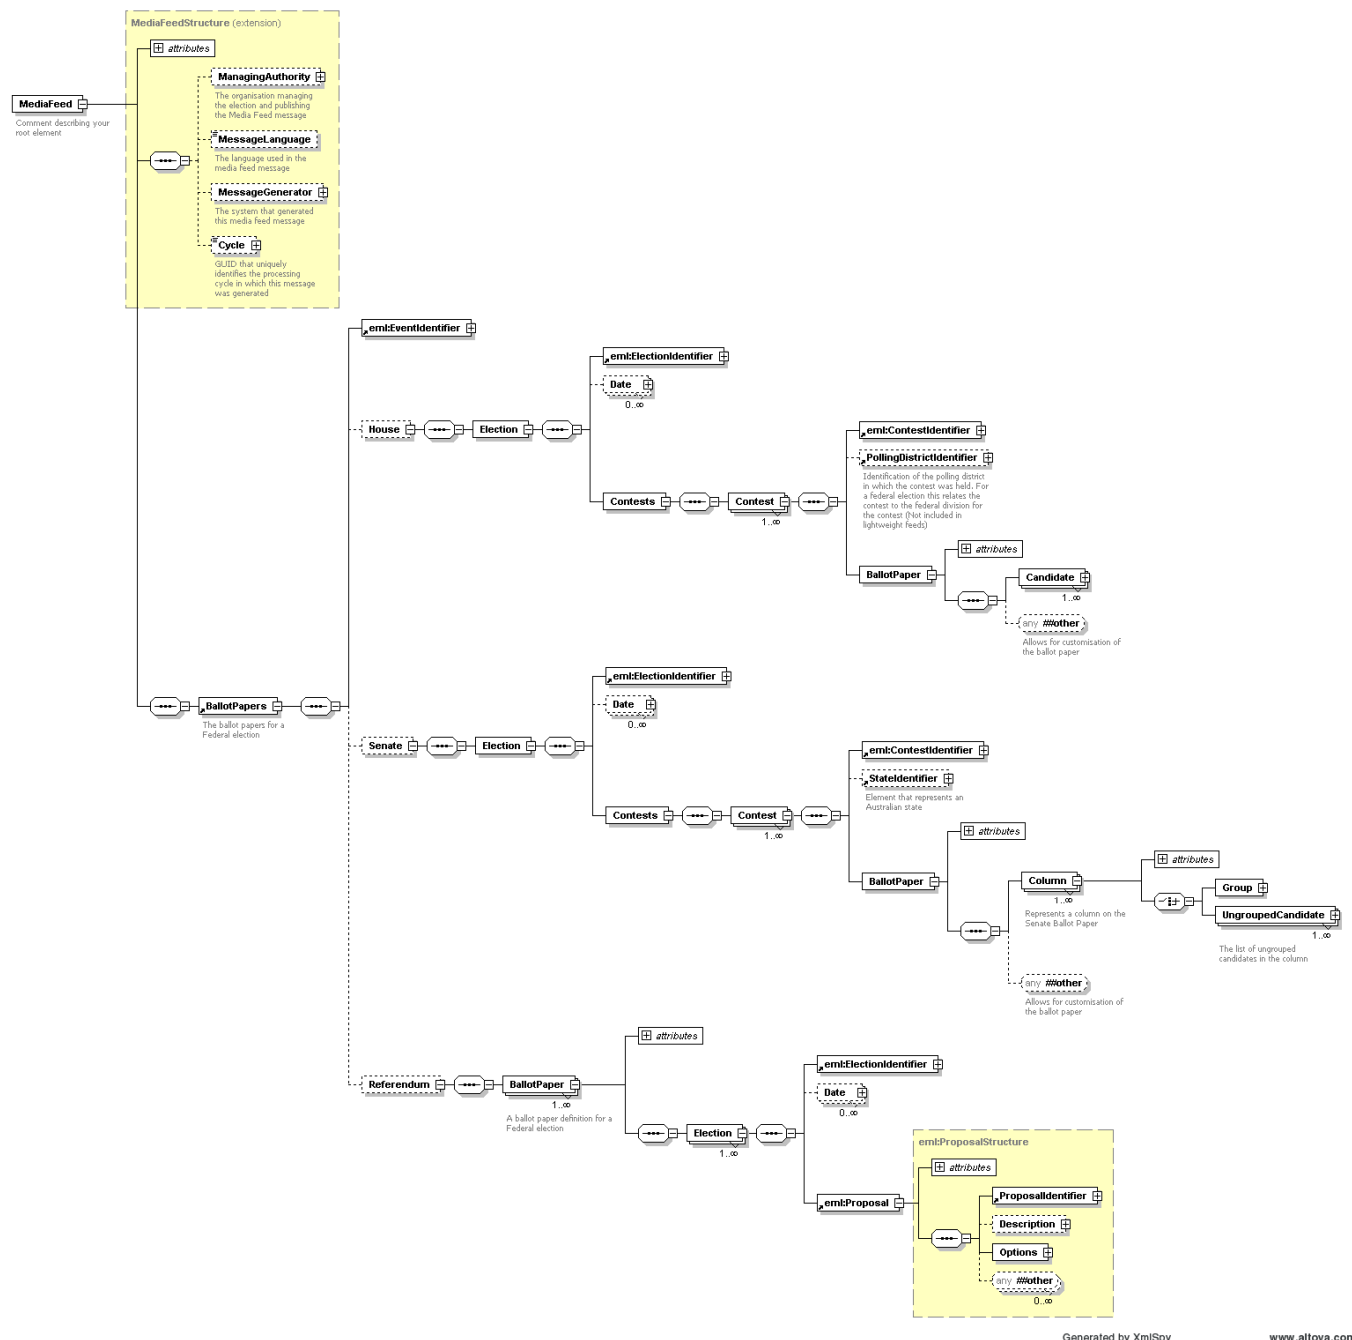 MediaFeedStructure (extension)
attributes
ManagingAuthority
The organisation managing
the election and publishing
the Media Feed message
MediaFeed
Comment describing your
root element
MessageLanguage
The language used in the
media feed message
MessageGenerator
The system that generated
this media feed message
Cycle
GUID that uniquely
identifies the processing
cycle in which this message
was generated
eml:EventIdentifier
eml:ElectionIdentifier
Date
0..∞
House
Election
eml:ContestIdentifier
PollingDistrictIdentifier
Identification of the polling district
in which the contest was held. For
a federal election this relates the
contest to the federal division for
the contest (Not included in
lightweight feeds)
Contests
Contest
1..∞
attributes
BallotPaper
Candidate
1..∞
any ##other
Allows for customisation of
the ballot paper
eml:ElectionIdentifier
Date
0..∞
BallotPapers
The ballot papers for a
Federal election
Senate
Election
eml:ContestIdentifier
StateIdentifier
Element that represents an
Australian state
Contests
Contest
1..∞
attributes
BallotPaper
Column
1..∞
Represents a column on the
Senate Ballot Paper
attributes
Group
UngroupedCandidate
1..∞
The list of ungrouped
candidates in the column
any ##other
Allows for customisation of
the ballot paper
attributes
Referendum
BallotPaper
1..∞
A ballot paper definition for a
Federal election
eml:ElectionIdentifier
Date
0..∞
Election
1..∞
eml:ProposalStructure
attributes
eml:Proposal
ProposalIdentifier
Description
Options
any ##other
0..∞
Generated by XmlSpy
www.altova.com